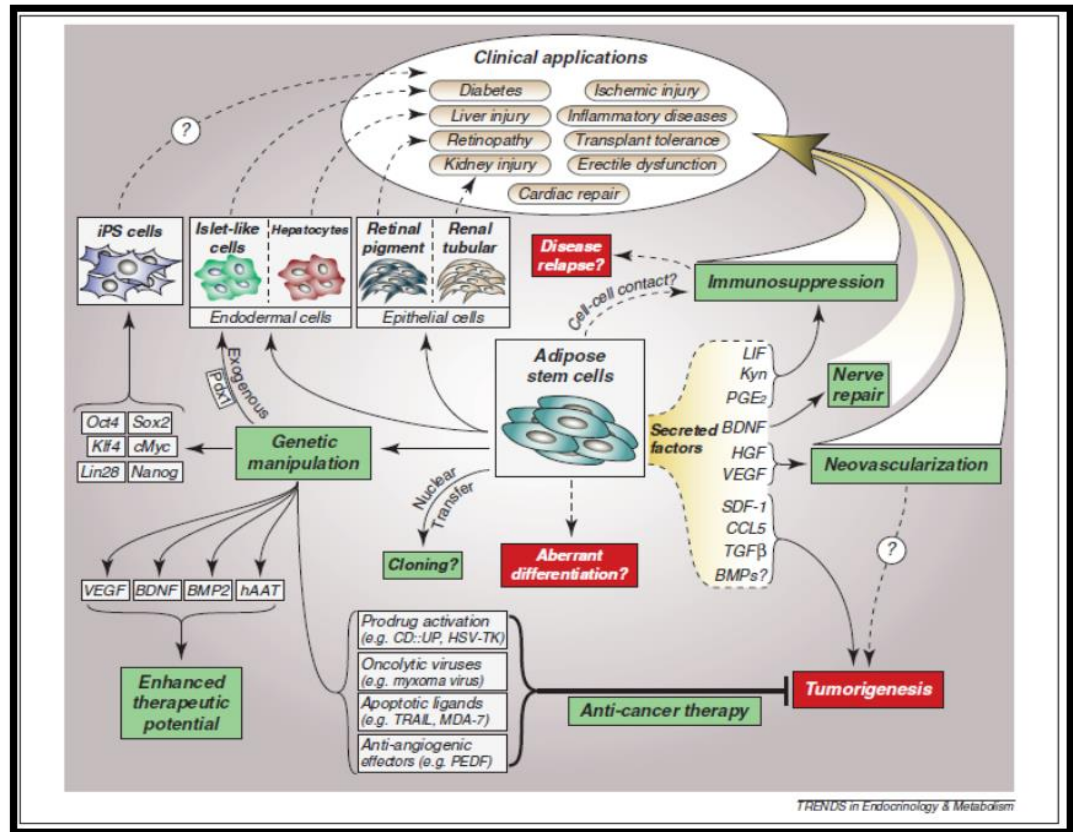 Clinical applications
Diabetes
Ischemic injury
Liver injury
Inflammatory diseases
Retinopathy
Transplant tolerance
Kidney injury
Erectile dysfunction
Cardiac repair
?
iPS cells
Islet-like
cells
Hepatocytes
Endodermal cells
Retinal
pigment
Renal
tubular
Epithelial cells
Disease
relapse?
Cell-cell contact?
Immunosuppression
Exogenous
Pdx1
Adipose
stem cells
Secreted
factors
LIF
Kyn
PGE₂
BDNF
HGF
VEGF
SDF-1
CCL5
TGFβ
BMPs?
Nerve
repair
Neovascularization
?
Oct4 Sox2
Klf4 cMyc
Lin28 Nanog
Genetic
manipulation
Nuclear
Transfer
Cloning?
Aberrant
differentiation?
VEGF BDNF BMP2 hAAT
Enhanced
therapeutic
potential
Prodrug activation
(e.g. CD::UP, HSV-TK)
Oncolytic viruses
(e.g. myxoma virus)
Apoptotic ligands
(e.g. TRAIL, MDA-7)
Anti-angiogenic
effectors (e.g. PEDF)
Anti-cancer therapy
Tumorigenesis
TRENDS in Endocrinology & Metabolism